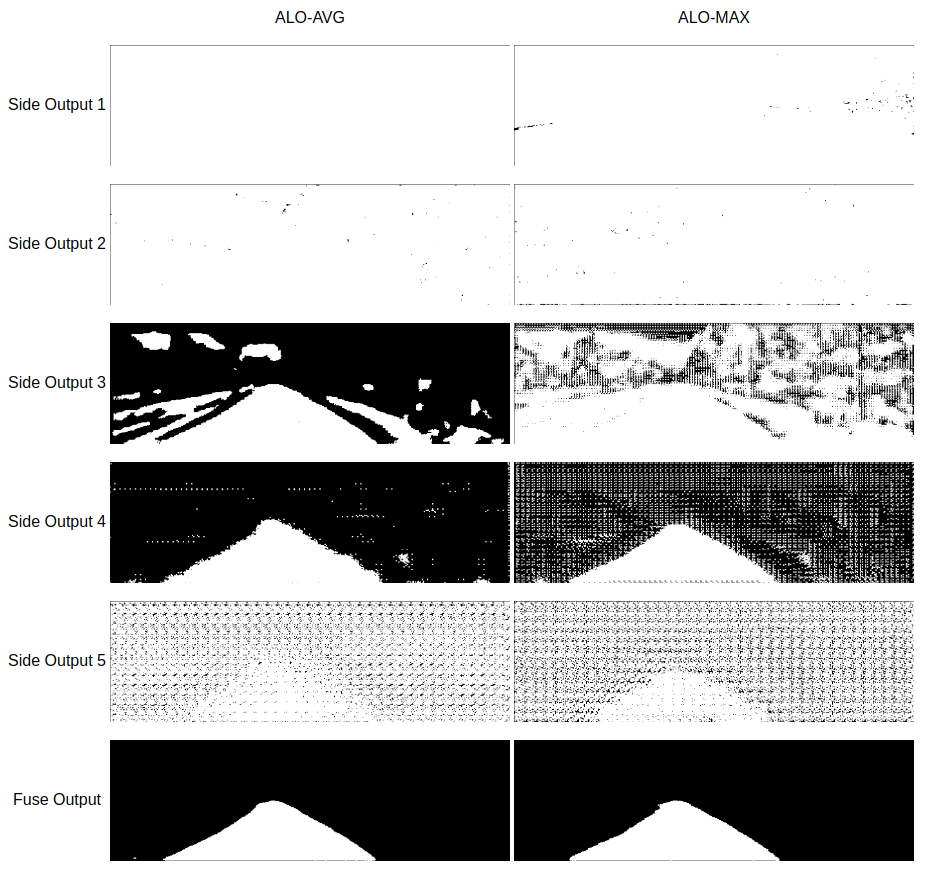 ALO-AVG
ALO-MAX
Side Output 1
Side Output 2
Side Output 3
Side Output 4
Side Output 5
Fuse Output